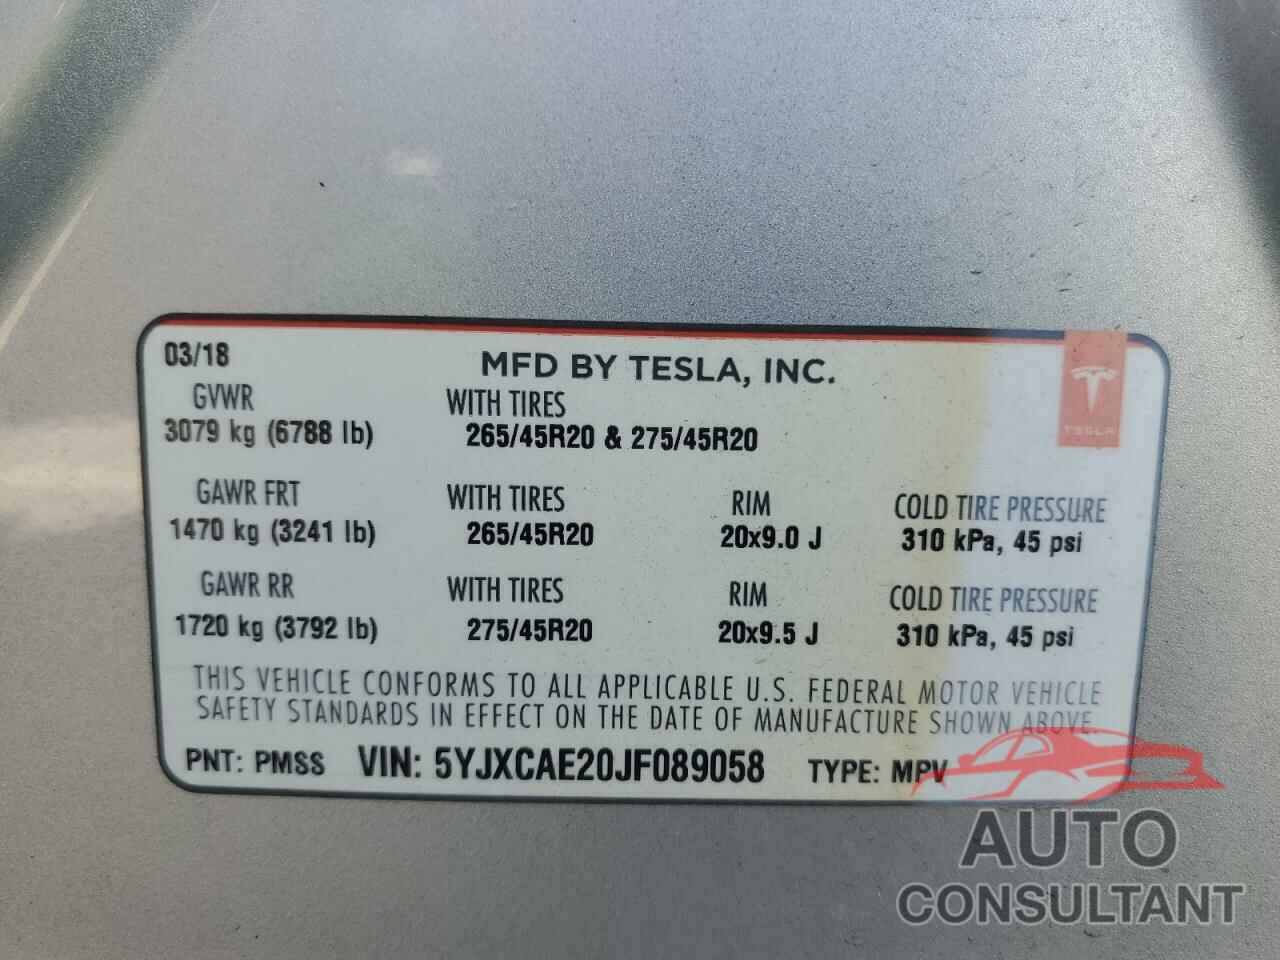 03/18 MFD BY TESLA, INC.
GVWR WITH TIRES
3079 kg (6788 lb) 265/45R20 & 275/45R20
TESLA
GAWR FRT WITH TIRES RIM COLD TIRE PRESSURE
1470 kg (3241 lb) 265/45R20 20x9.0 J 310 kPa, 45 psi
GAWR RR WITH TIRES RIM COLD TIRE PRESSURE
1720 kg (3792 lb) 275/45R20 20x9.5 J 310 kPa, 45 psi
THIS VEHICLE CONFORMS TO ALL APPLICABLE U.S. FEDERAL MOTOR VEHICLE
SAFETY STANDARDS IN EFFECT ON THE DATE OF MANUFACTURE SHOWN ABOVE.
PNT: PMSS VIN: 5YJXCAE20JF089058 TYPE: MPV
AUTO
CONSULTANT